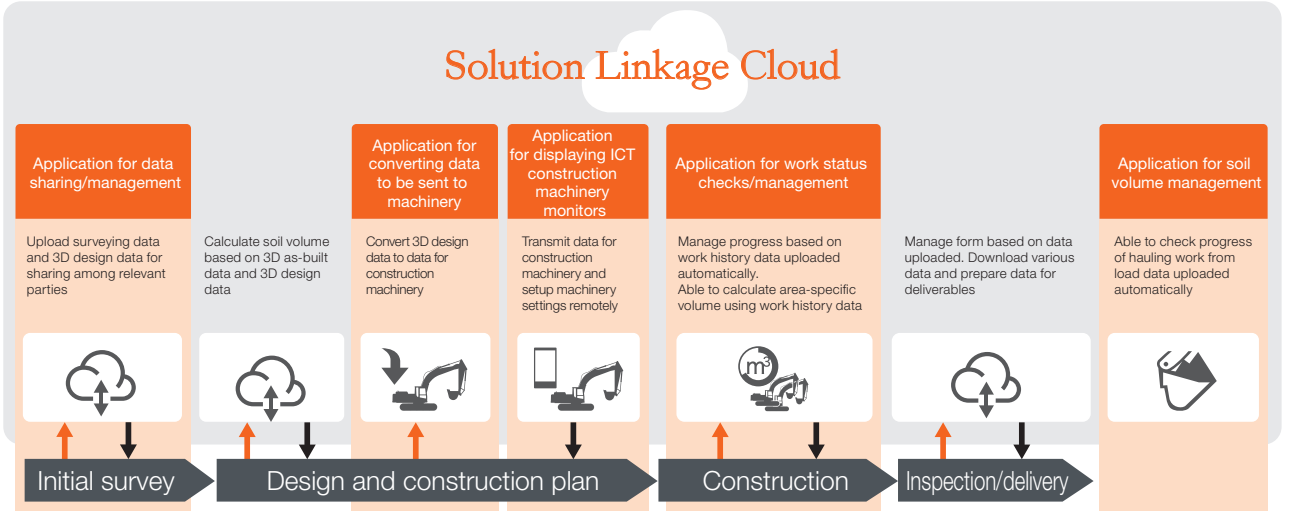 Solution Linkage Cloud
Application for data
sharing/management
Upload surveying data
and 3D design data for
sharing among relevant
parties
Calculate soil volume
based on 3D as-built
data and 3D design
data
Application for
converting data
to be sent to
machinery
Convert 3D design
data to data for
construction
machinery
Application
for displaying ICT
construction
machinery
monitors
Transmit data for
construction
machinery and
setup machinery
settings remotely
Application for work status
checks/management
Manage progress based on
work history data uploaded
automatically.
Able to calculate area-specific
volume using work history data
m³
Manage form based on data
uploaded. Download various
data and prepare data for
deliverables
Application for soil
volume management
Able to check progress
of hauling work from
load data uploaded
automatically
Initial survey
Design and construction plan
Construction
Inspection/delivery